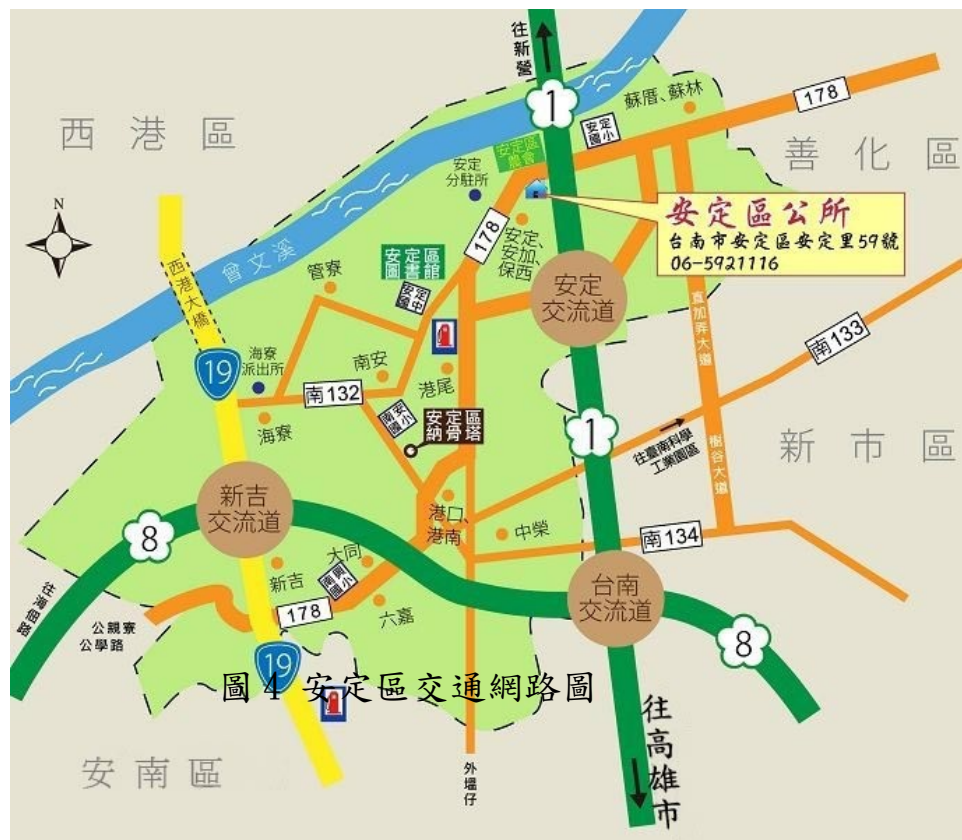 往新營
1
178
蘇厝、蘇林
西港區
安定
國小
善化區
安定區
農會
安定
分駐所
安定區公所
台南市安定區安定里59號
06-5921116
N
178
安定、
安加、
保西
安定區
圖書館
曾文溪
管寮
安定
國中
安定
交流道
西港大橋
直加弄大道
南133
19
海寮
派出所
南安
港尾
南132
海寮
南安
國小
安定區
納骨塔
1
往臺南科學
工業園區
新市區
樹谷大道
新吉
交流道
8
港口、
港南
中榮
南134
大同
新吉
南興
國小
台南
交流道
往海佃路
178
六嘉
公親寮
公學路
8
19
圖4 安定區交通網路圖
往高雄市
安南區
外塭仔